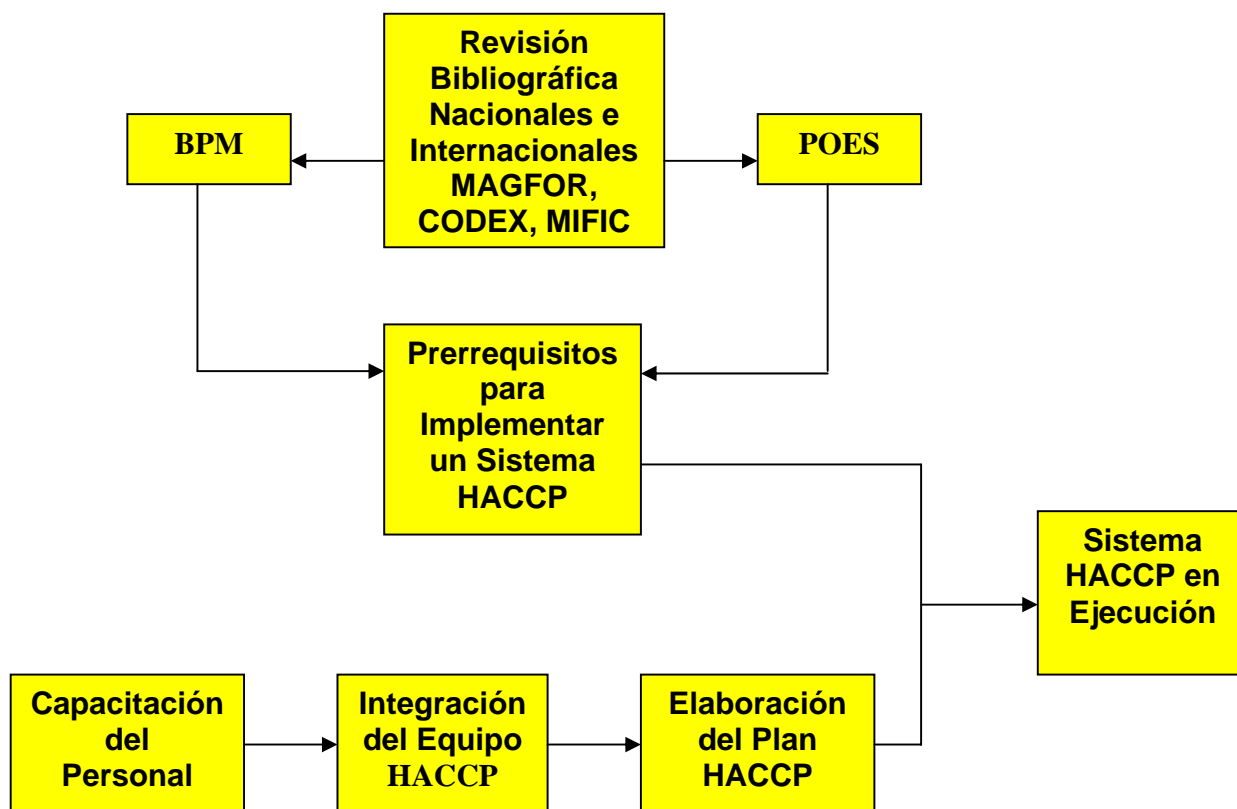 Revisión
Bibliográfica
Nacionales e
Internacionales
MAGFOR,
CODEX, MIFIC
BPM
POES
Prerrequisitos
para
Implementar
un Sistema
HACCP
Sistema
HACCP en
Ejecución
Capacitación
del
Personal
Integración
del Equipo
HACCP
Elaboración
del Plan
HACCP